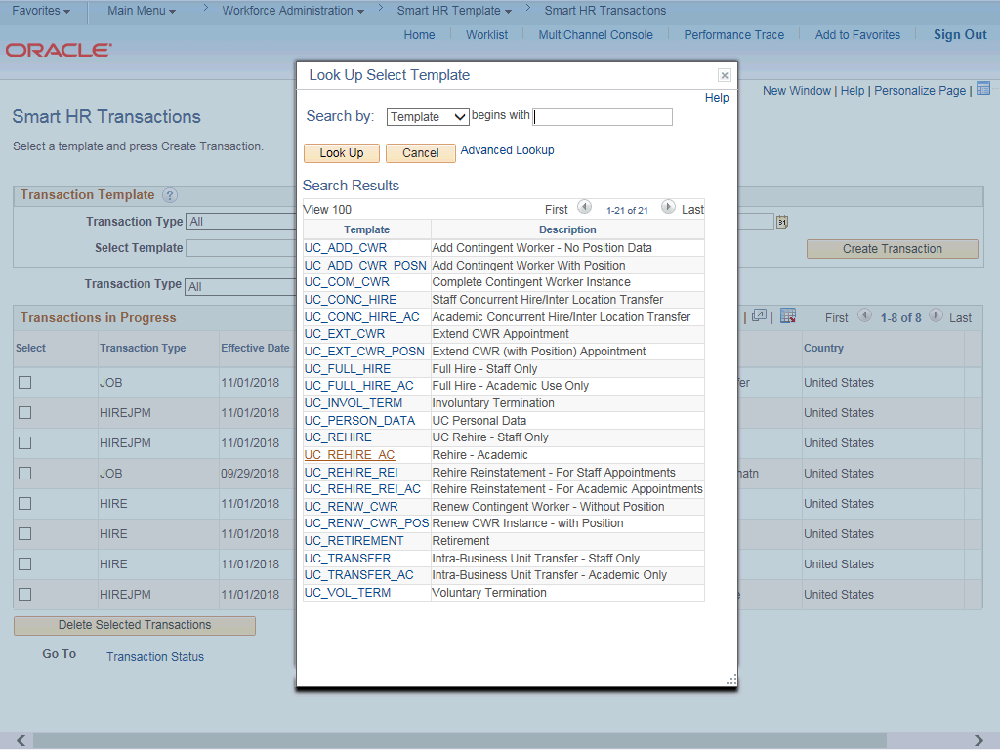 Favorites Main Menu Workforce Administration Smart HR Template Smart HR Transactions
Home Worklist MultiChannel Console Performance Trace Add to Favorites Sign Out
ORACLE
New Window | Help | Personalize Page |
Smart HR Transactions
Select a template and press Create Transaction.
Transaction Template ?
Transaction Type All
Select Template
Create Transaction
Transaction Type All
Transactions in Progress
First 1-8 of 8 Last
Select Transaction Type Effective Date Country
JOB 11/01/2018 United States
HIREJPM 11/01/2018 United States
HIREJPM 11/01/2018 United States
JOB 09/29/2018 United States
HIRE 11/01/2018 United States
HIRE 11/01/2018 United States
HIRE 11/01/2018 United States
HIREJPM 11/01/2018 United States
Delete Selected Transactions
Go To Transaction Status
Look Up Select Template
Help
Search by: Template begins with
Look Up Cancel Advanced Lookup
Search Results
View 100 First 1-21 of 21 Last
Template Description
UC_ADD_CWR Add Contingent Worker - No Position Data
UC_ADD_CWR_POSN Add Contingent Worker With Position
UC_COM_CWR Complete Contingent Worker Instance
UC_CONC_HIRE Staff Concurrent Hire/Inter Location Transfer
UC_CONC_HIRE_AC Academic Concurrent Hire/Inter Location Transfer
UC_EXT_CWR Extend CWR Appointment
UC_EXT_CWR_POSN Extend CWR (with Position) Appointment
UC_FULL_HIRE Full Hire - Staff Only
UC_FULL_HIRE_AC Full Hire - Academic Use Only
UC_INVOL_TERM Involuntary Termination
UC_PERSON_DATA UC Personal Data
UC_REHIRE UC Rehire - Staff Only
UC_REHIRE_AC Rehire - Academic
UC_REHIRE_REI Rehire Reinstatement - For Staff Appointments
UC_REHIRE_REI_AC Rehire Reinstatement - For Academic Appointments
UC_RENW_CWR Renew Contingent Worker - Without Position
UC_RENW_CWR_POS Renew CWR Instance - with Position
UC_RETIREMENT Retirement
UC_TRANSFER Intra-Business Unit Transfer - Staff Only
UC_TRANSFER_AC Intra-Business Unit Transfer - Academic Only
UC_VOL_TERM Voluntary Termination